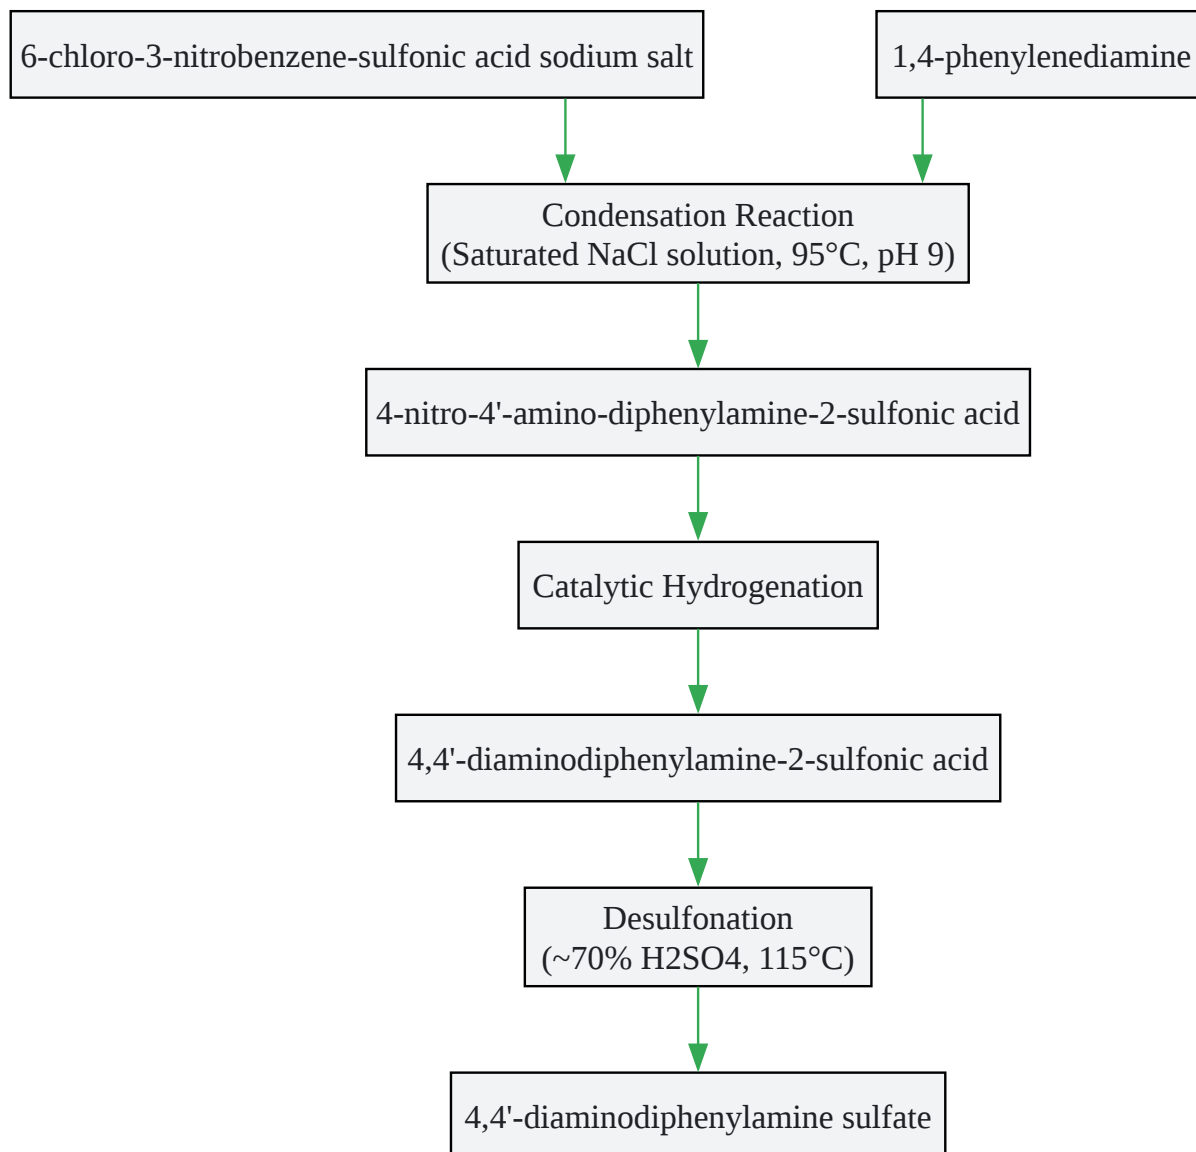 6-chloro-3-nitrobenzene-sulfonic acid sodium salt
1,4-phenylenediamine
Condensation Reaction
(Saturated NaCl solution, 95°C, pH 9)
4-nitro-4'-amino-diphenylamine-2-sulfonic acid
Catalytic Hydrogenation
4,4'-diaminodiphenylamine-2-sulfonic acid
Desulfonation
(~70% H2SO4, 115°C)
4,4'-diaminodiphenylamine sulfate